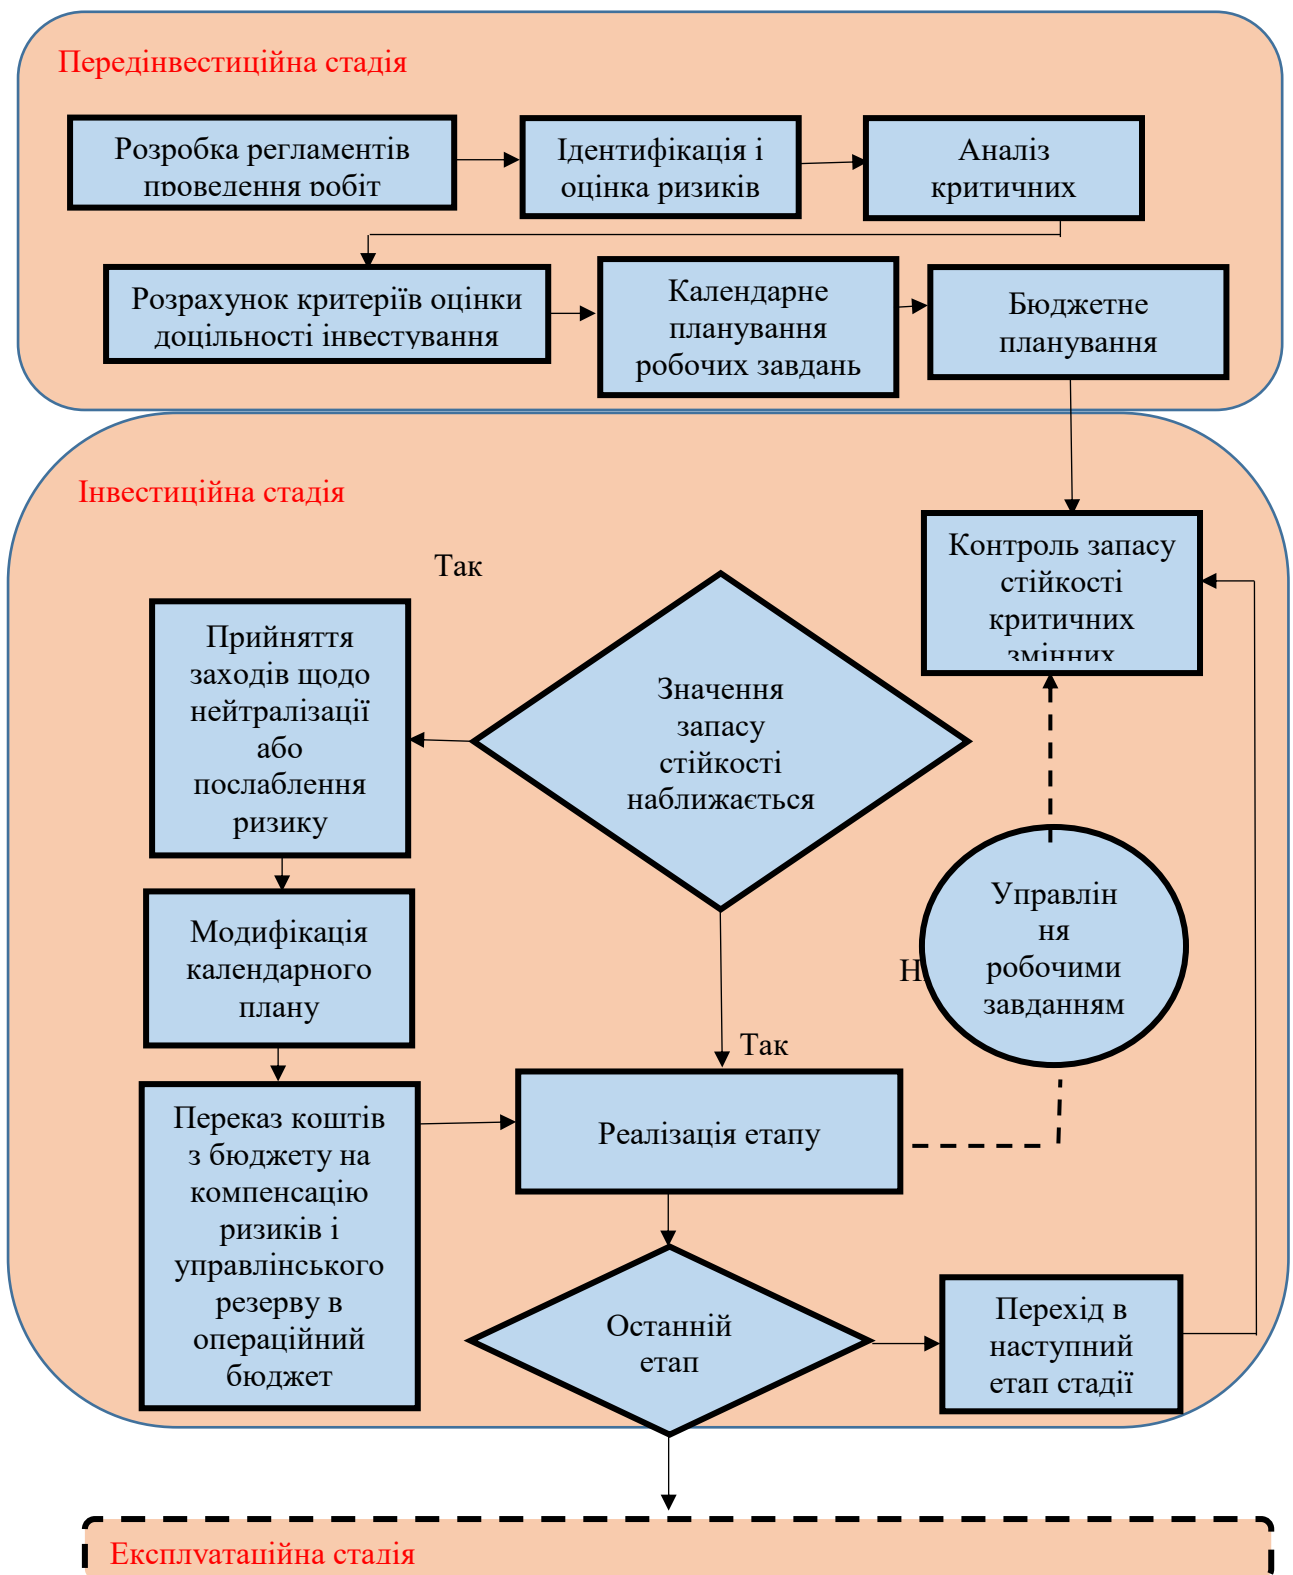 Передінвестиційна стадія
Розробка регламентів
проведення робіт
Ідентифікація і
оцінка ризиків
Аналіз
критичних
Розрахунок критеріїв оцінки
доцільності інвестування
Календарне
планування
робочих завдань
Бюджетне
планування
Інвестиційна стадія
Так
Контроль запасу
стійкості
критичних
змінних
Прийняття
заходів щодо
нейтралізації
або
послаблення
ризику
Значення
запасу
стійкості
наближається
Управлін
ня
робочими
завданням
Модифікація
календарного
плану
Н
Так
Переказ коштів
з бюджету на
компенсацію
ризиків і
управлінського
резерву в
операційний
бюджет
Реалізація етапу
Останній
етап
Перехід в
наступний
етап стадії
Експлуатаційна стадія